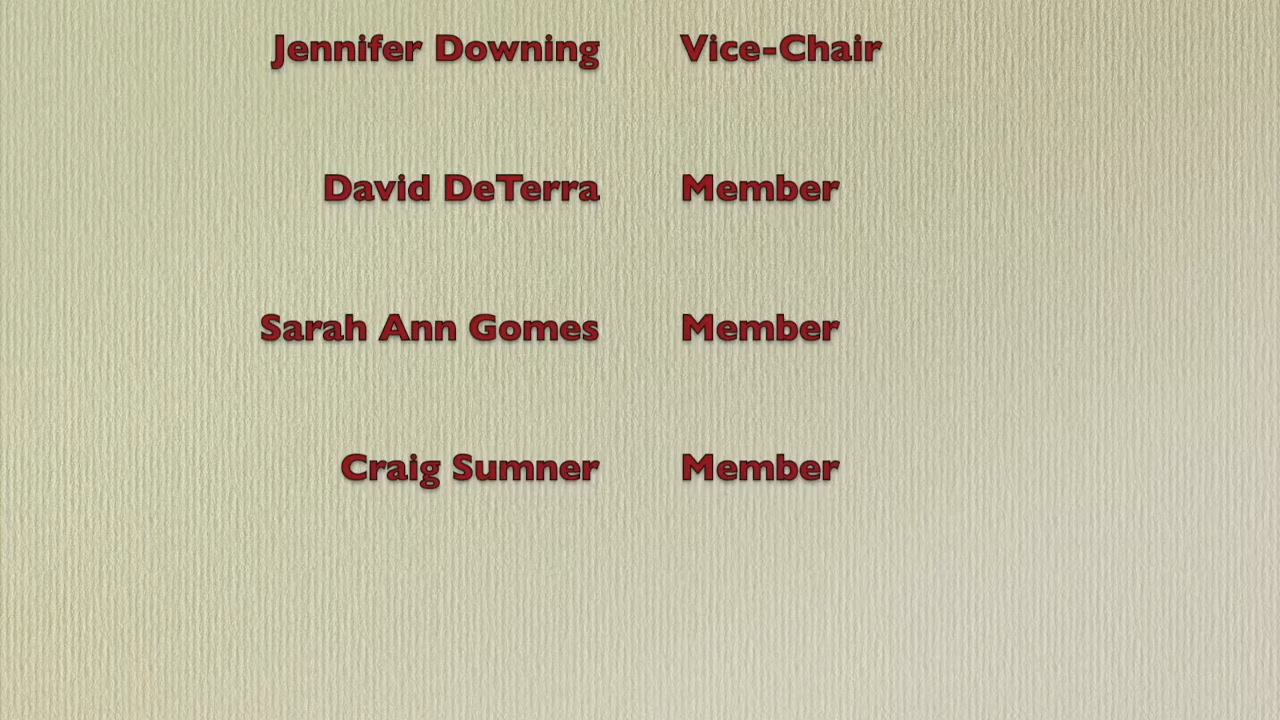 Jennifer Downing Vice-Chair
David DeTerra Member
Sarah Ann Gomes Member
Craig Sumner Member